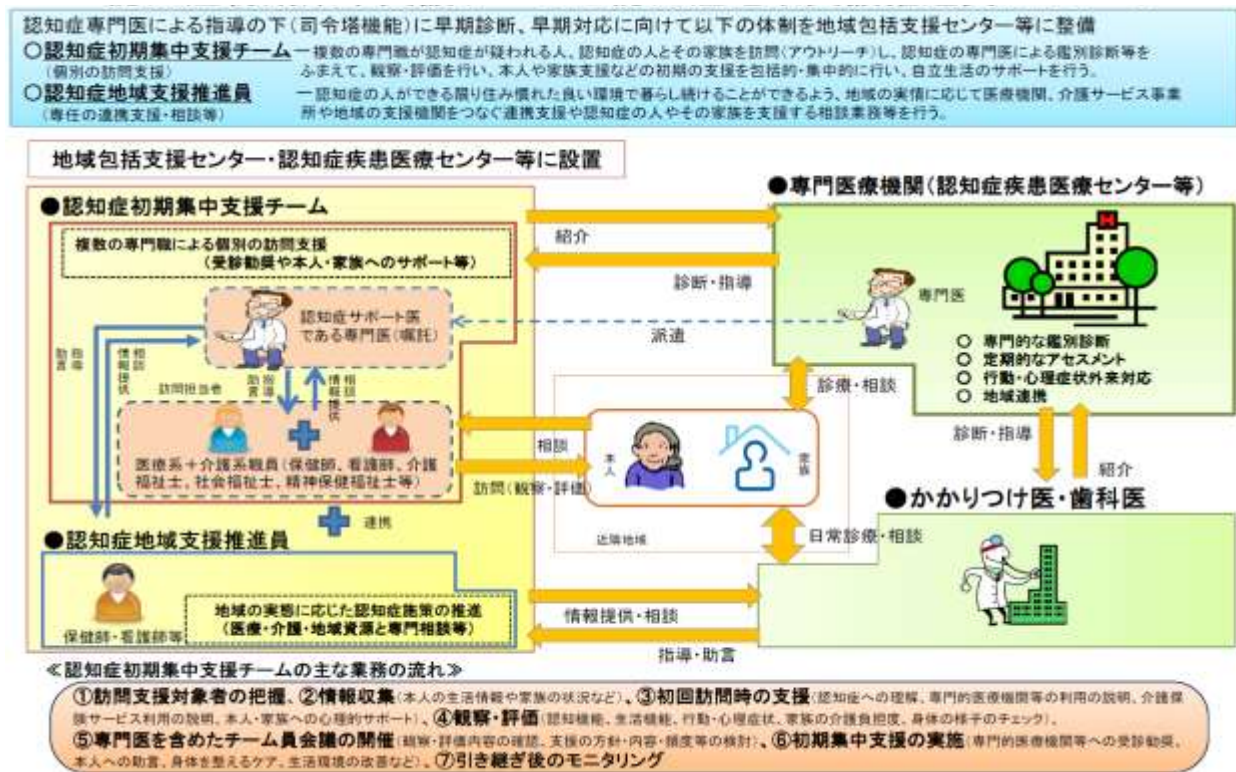 認知症専門医による指導の下(司令塔機能)に早期診断、早期対応に向けて以下の体制を地域包括支援センター等に整備
○認知症初期集中支援チーム －複数の専門職が認知症が疑われる人、認知症の人とその家族を訪問(アウトリーチ)し、認知症の専門医による鑑別診断等を
(個別の訪問支援) ふまえて、観察・評価を行い、本人や家族支援などの初期の支援を包括的・集中的に行い、自立生活のサポートを行う。
○認知症地域支援推進員 －認知症の人ができる限り住み慣れた良い環境で暮らし続けることができるよう、地域の実情に応じて医療機関、介護サービス事業
(専任の連携支援・相談等) 所や地域の支援機関をつなぐ連携支援や認知症の人やその家族を支援する相談業務等を行う。
地域包括支援センター・認知症疾患医療センター等に設置
●認知症初期集中支援チーム
複数の専門職による個別の訪問支援
(受診勧奨や本人・家族へのサポート等)
認知症サポート医
である専門医(嘱託)
指導
助言
相談
情報提供
訪問担当者
指導
助言
相談
情報提供
医療系+介護系職員(保健師、看護師、介護
福祉士、社会福祉士、精神保健福祉士等)
連携
●認知症地域支援推進員
地域の実態に応じた認知症施策の推進
(医療・介護・地域資源と専門相談等)
保健師・看護師等
紹介
診断・指導
派遣
●専門医療機関(認知症疾患医療センター等)
H
専門医
○ 専門的な鑑別診断
○ 定期的なアセスメント
○ 行動・心理症状外来対応
○ 地域連携
診療・相談
相談
訪問(観察・評価)
本人
家族
近隣地域
日常診療・相談
診断・指導
紹介
●かかりつけ医・歯科医
情報提供・相談
指導・助言
≪認知症初期集中支援チームの主な業務の流れ≫
①訪問支援対象者の把握、②情報収集(本人の生活情報や家族の状況など)、③初回訪問時の支援(認知症への理解、専門的医療機関等の利用の説明、介護保
険サービス利用の説明、本人・家族への心理的サポート)、④観察・評価(認知機能、生活機能、行動・心理症状、家族の介護負担度、身体の様子のチェック)、
⑤専門医を含めたチーム員会議の開催(観察・評価内容の確認、支援の方針・内容・頻度等の検討)、⑥初期集中支援の実施(専門的医療機関等への受診勧奨、
本人への助言、身体を整えるケア、生活環境の改善など)、⑦引き継ぎ後のモニタリング